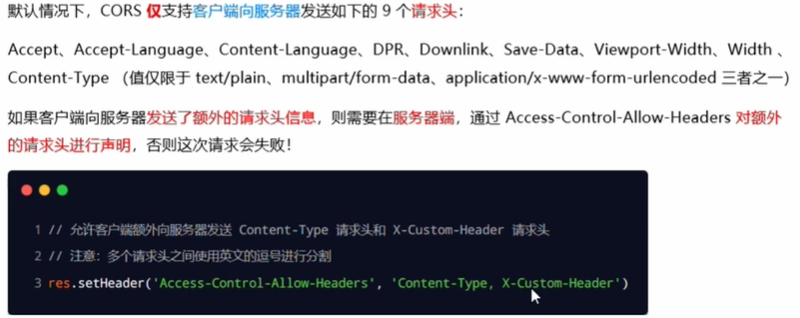 默认情况下，CORS 仅支持客户端向服务器发送如下的 9 个请求头：
Accept、Accept-Language、Content-Language、DPR、Downlink、Save-Data、Viewport-Width、Width 、
Content-Type （值仅限于 text/plain、multipart/form-data、application/x-www-form-urlencoded 三者之一）
如果客户端向服务器发送了额外的请求头信息，则需要在服务器端，通过 Access-Control-Allow-Headers 对额外
的请求头进行声明，否则这次请求会失败！
1 // 允许客户端额外向服务器发送 Content-Type 请求头和 X-Custom-Header 请求头
2 // 注意：多个请求头之间使用英文的逗号进行分割
3 res.setHeader('Access-Control-Allow-Headers', 'Content-Type, X-Custom-Header')